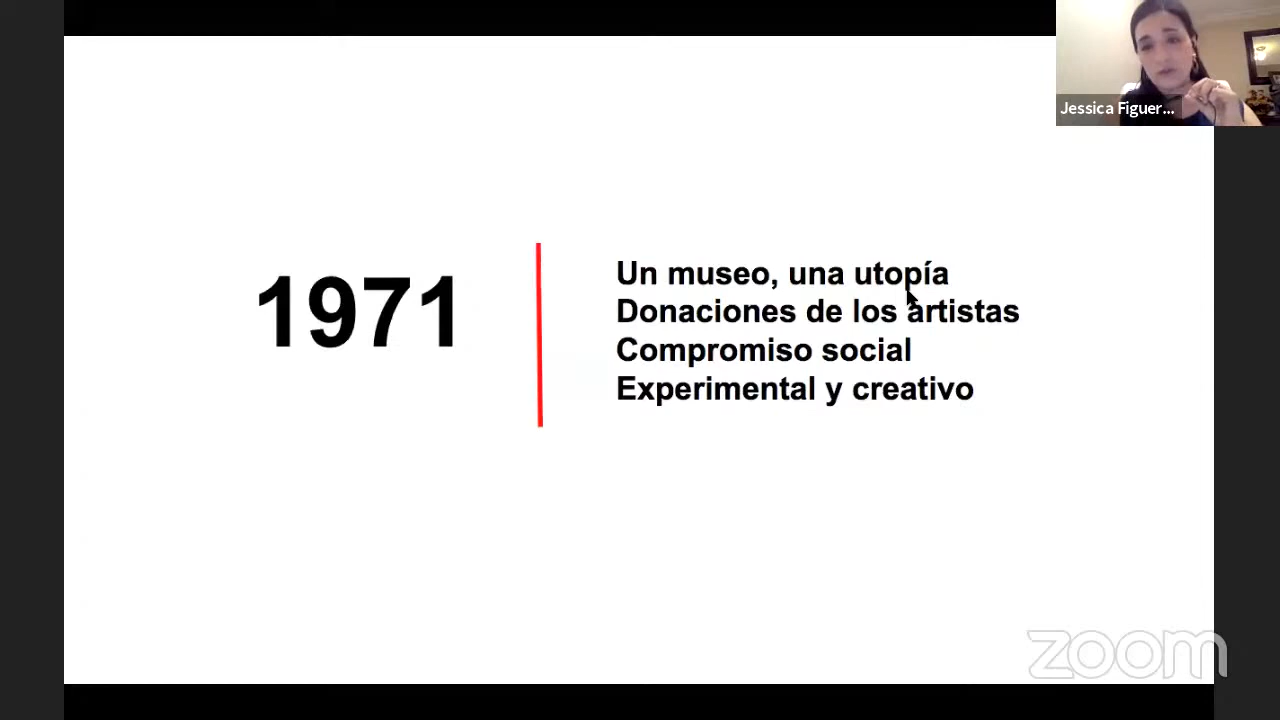 Jessica Figuer...
1971
Un museo, una utopía
Donaciones de los artistas
Compromiso social
Experimental y creativo
zoom